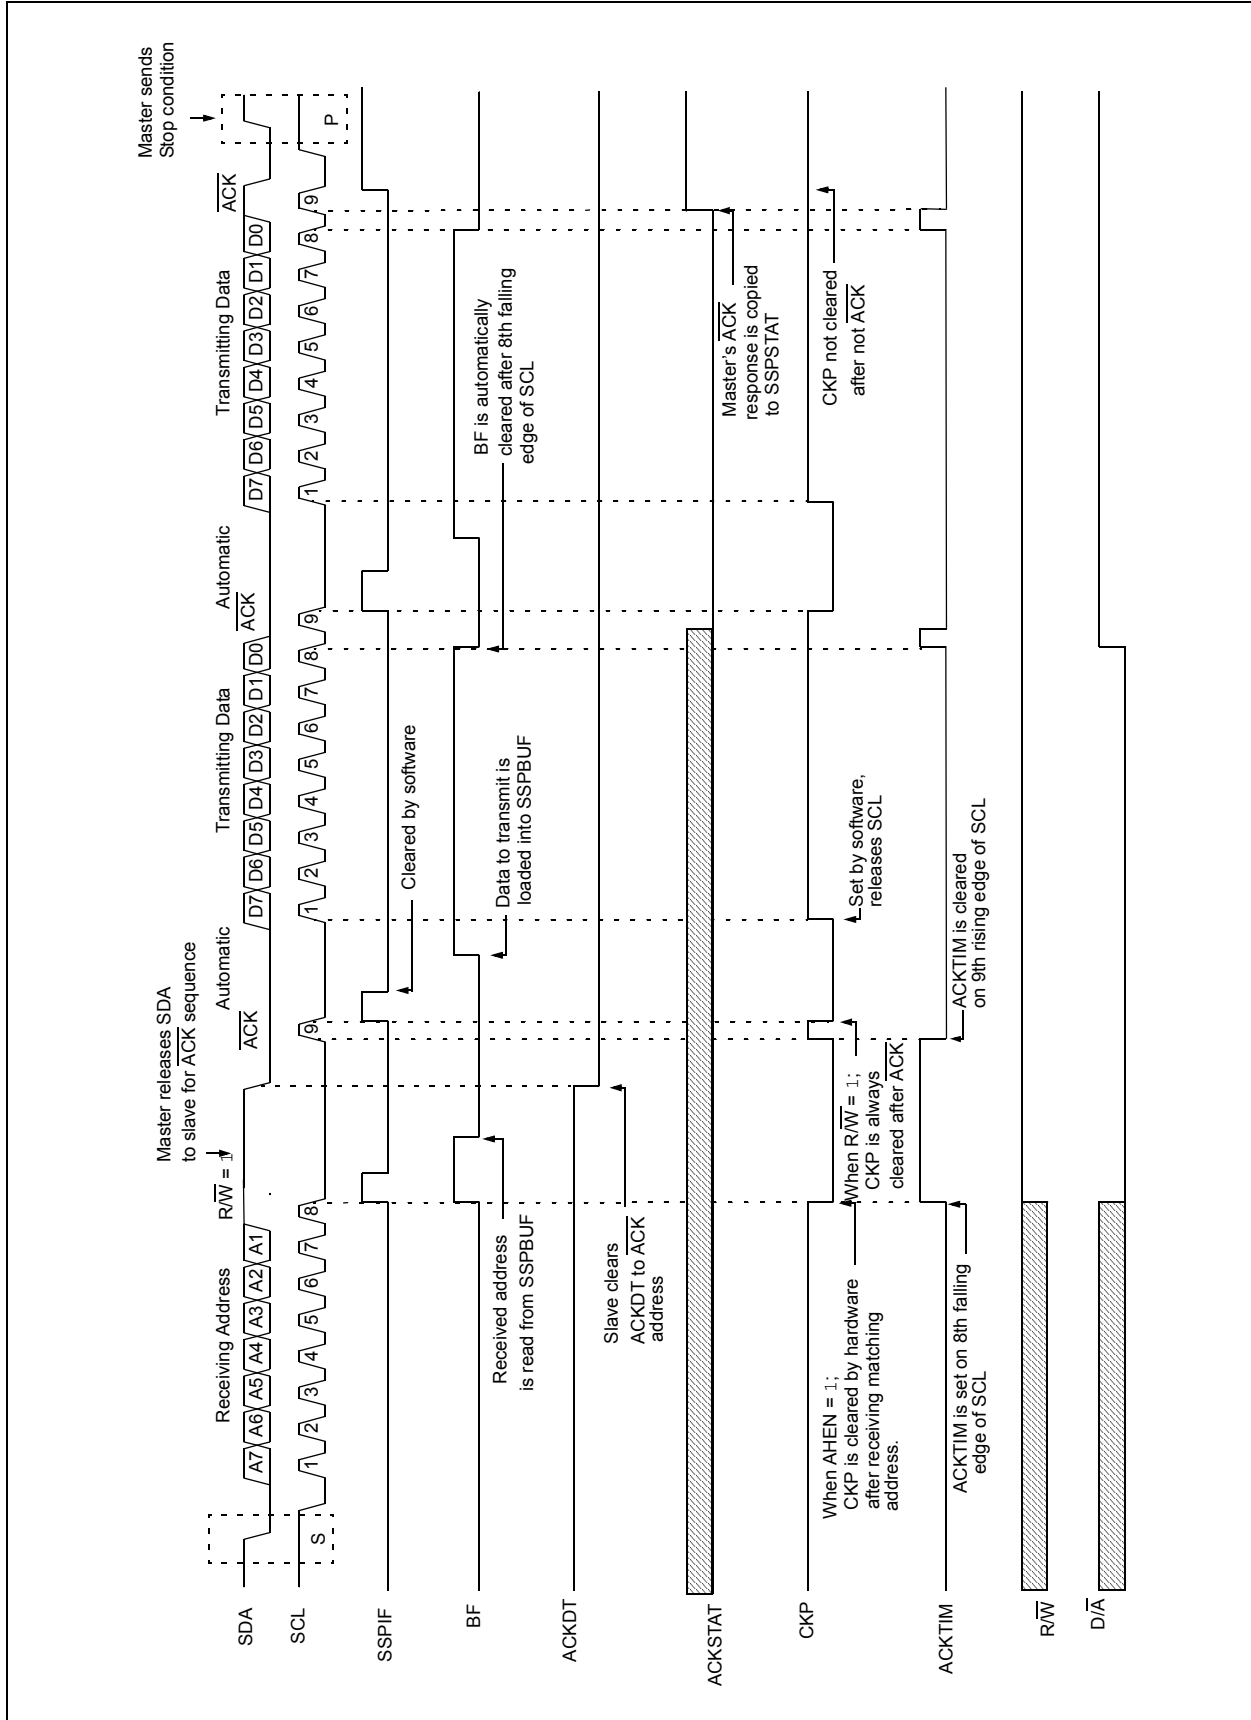 Master releases SDA
to slave for ACK sequence
Master sends
Stop condition
Receiving Address
R/W = 1
Automatic
ACK
Transmitting Data
Automatic
ACK
Transmitting Data
ACK
SDA
A7 A6 A5 A4 A3 A2 A1
D7 D6 D5 D4 D3 D2 D1 D0
D7 D6 D5 D4 D3 D2 D1 D0
SCL
S
1 2 3 4 5 6 7 8 9
1 2 3 4 5 6 7 8 9
1 2 3 4 5 6 7 8 9
P
SSPIF
Cleared by software
BF
Received address
is read from SSPBUF
Data to transmit is
loaded into SSPBUF
BF is automatically
cleared after 8th falling
edge of SCL
ACKDT
Slave clears
ACKDT to ACK
address
ACKSTAT
Master's ACK
response is copied
to SSPSTAT
CKP
When AHEN = 1;
CKP is cleared by hardware
after receiving matching
address.
When R/W = 1;
CKP is always
cleared after ACK
Set by software,
releases SCL
CKP not cleared
after not ACK
ACKTIM
ACKTIM is set on 8th falling
edge of SCL
ACKTIM is cleared
on 9th rising edge of SCL
R/W
D/A